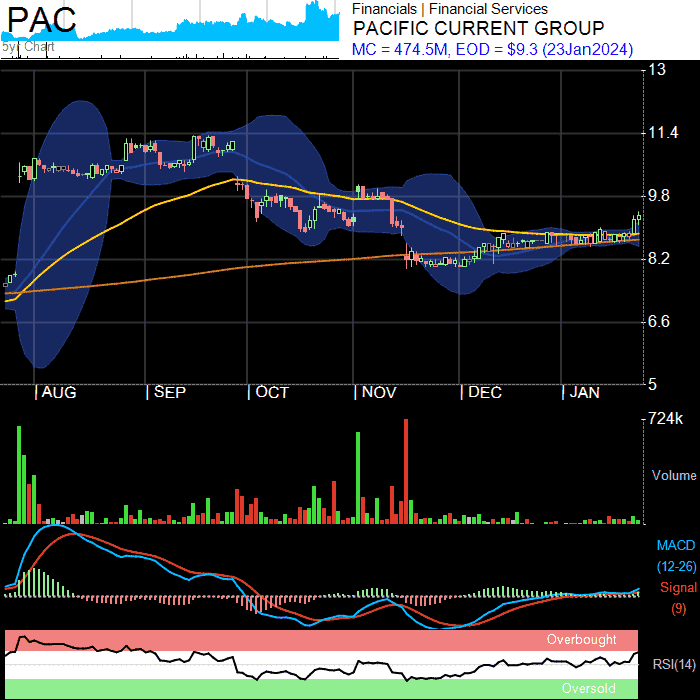 PAC
5yr Chart
Financials | Financial Services
PACIFIC CURRENT GROUP
MC = 474.5M, EOD = $9.3 (23Jan2024)
13
11.4
9.8
8.2
6.6
5
AUG SEP OCT NOV DEC JAN
724k
Volume
MACD
(12-26)
Signal
(9)
Overbought
RSI(14)
Oversold